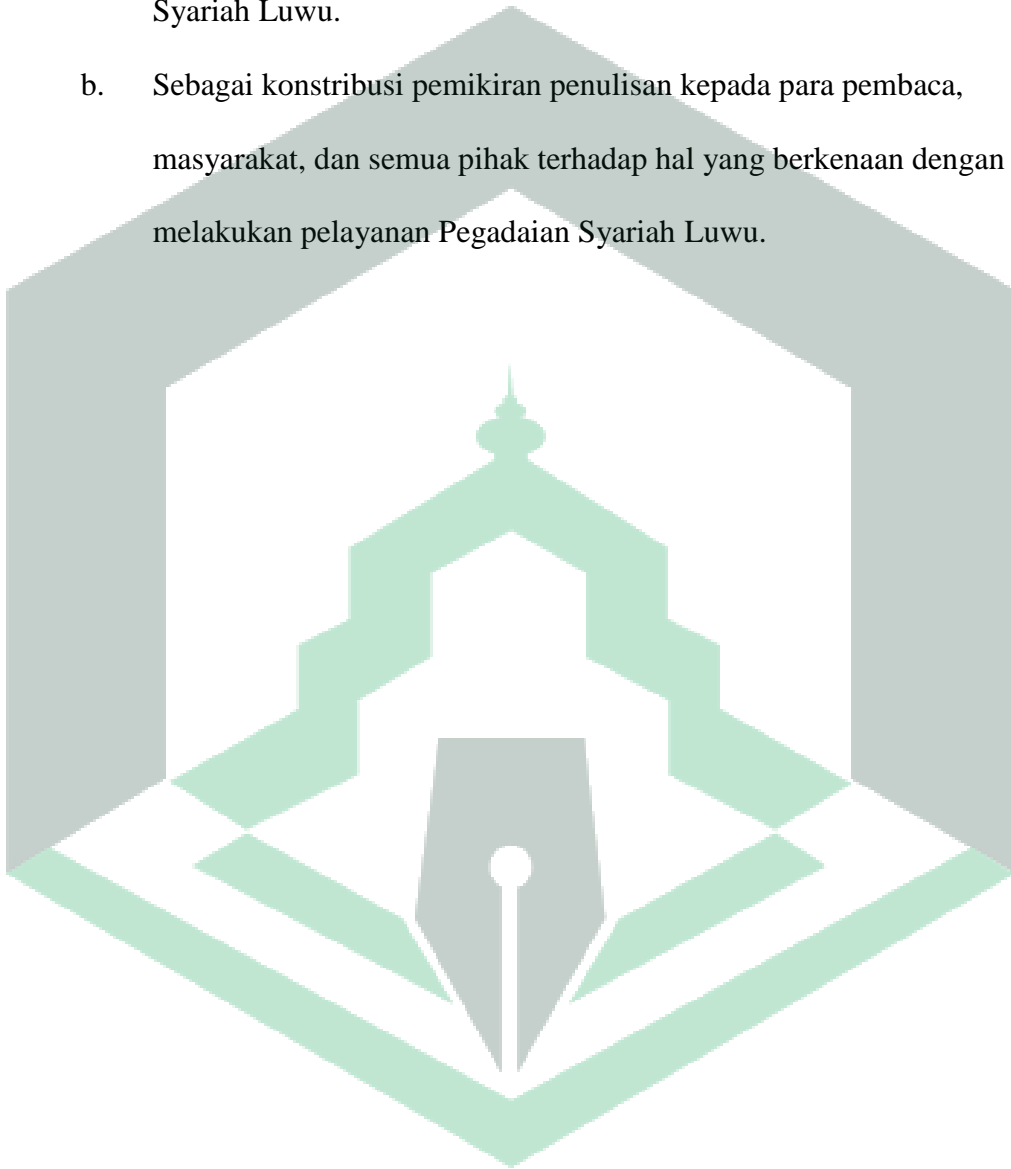 Syariah Luwu.
b. Sebagai konstribusi pemikiran penulisan kepada para pembaca,
masyarakat, dan semua pihak terhadap hal yang berkenaan dengan
melakukan pelayanan Pegadaian Syariah Luwu.